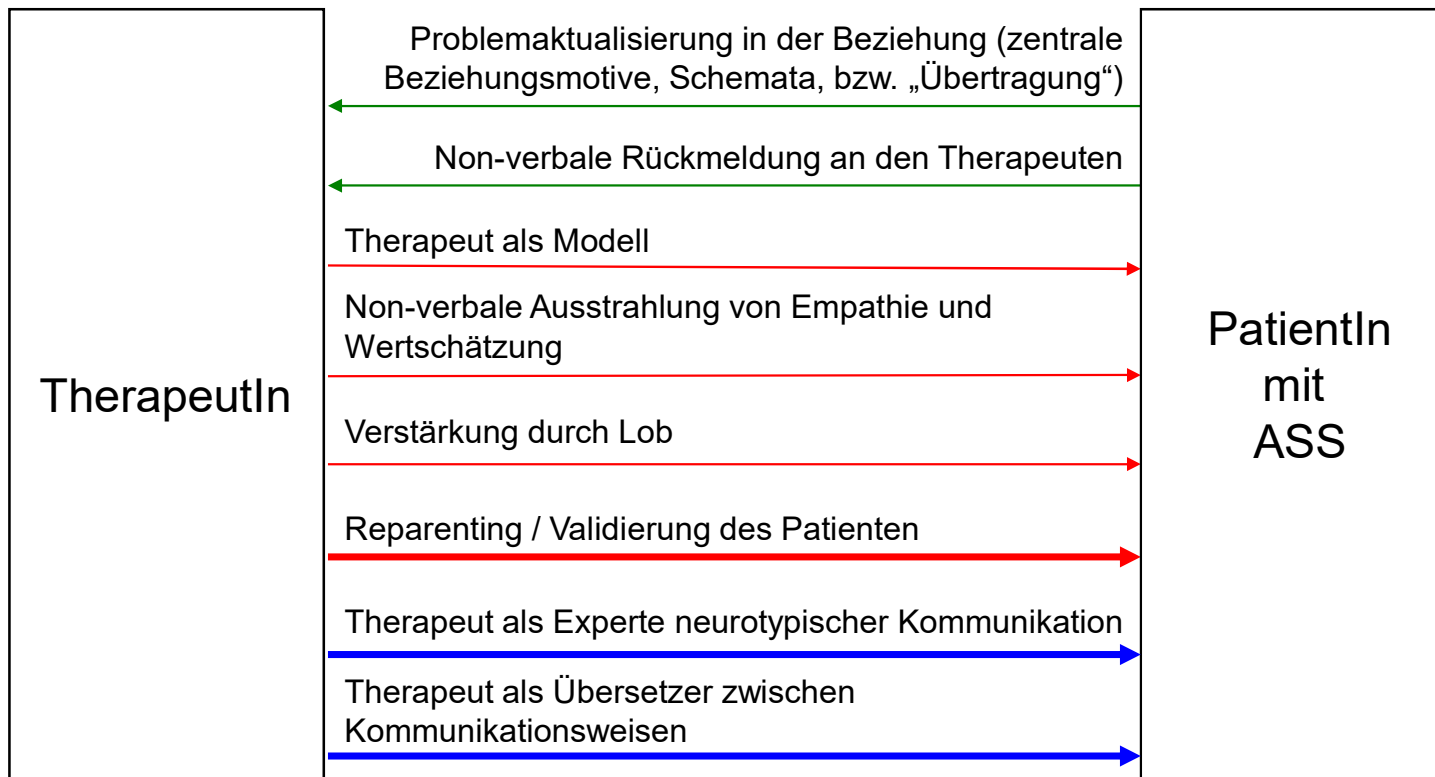 Problemaktualisierung in der Beziehung (zentrale
Beziehungsmotive, Schemata, bzw. „Übertragung“)
Non-verbale Rückmeldung an den Therapeuten
Therapeut als Modell
Non-verbale Ausstrahlung von Empathie und
Wertschätzung
TherapeutIn
PatientIn
mit
ASS
Verstärkung durch Lob
Reparenting / Validierung des Patienten
Therapeut als Experte neurotypischer Kommunikation
Therapeut als Übersetzer zwischen
Kommunikationsweisen